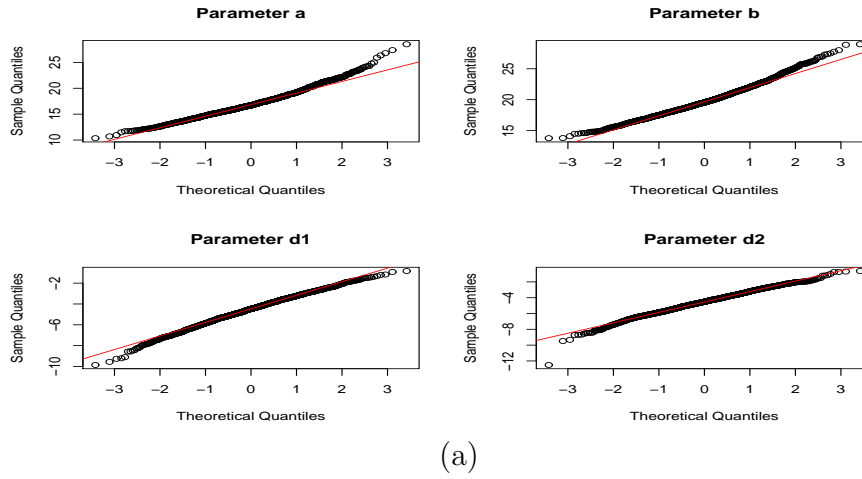 Parameter a
Parameter b
Sample Quantiles
10 15 20 25
−3 −2 −1 0 1 2 3
Theoretical Quantiles
Sample Quantiles
15 20 25
−3 −2 −1 0 1 2 3
Theoretical Quantiles
Parameter d1
Parameter d2
Sample Quantiles
−10 −6 −2
−3 −2 −1 0 1 2 3
Theoretical Quantiles
Sample Quantiles
−12 −8 −4
−3 −2 −1 0 1 2 3
Theoretical Quantiles
(a)